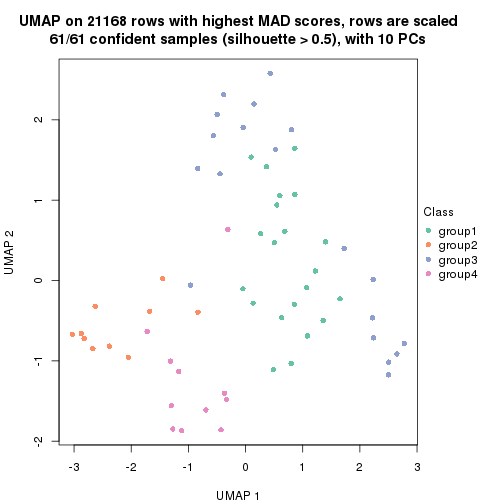 UMAP on 21168 rows with highest MAD scores, rows are scaled
61/61 confident samples (silhouette > 0.5), with 10 PCs
2
1
0
-1
-2
UMAP 2
-3
-2
-1
0
1
2
3
UMAP 1
Class
group1
group2
group3
group4